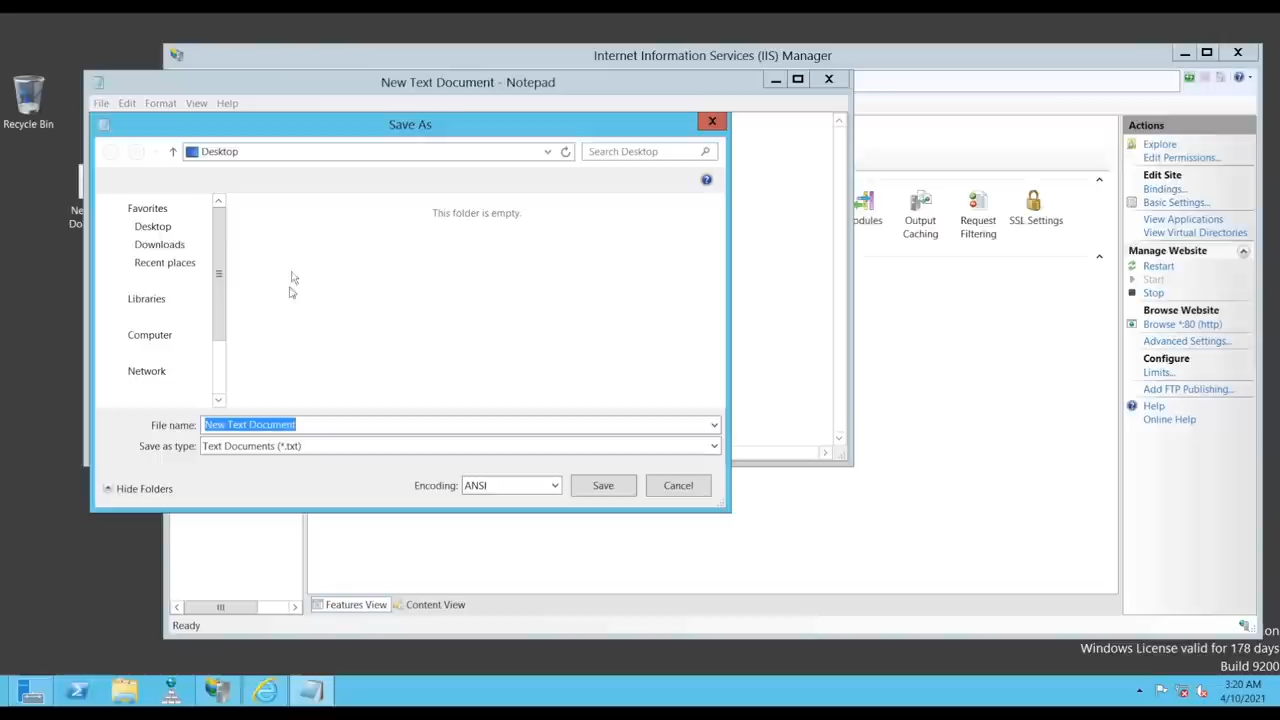 Internet Information Services (IIS) Manager
New Text Document - Notepad
Recycle Bin
File Edit Format View Help
Save As
Actions
Desktop
Search Desktop
Explore
Edit Permissions...
Edit Site
Bindings...
Basic Settings...
Favorites
This folder is empty.
Output Caching
Request Filtering
SSL Settings
Desktop
View Applications
View Virtual Directories
Downloads
Manage Website
Recent places
Restart
Start
Stop
Libraries
Browse Website
Browse *:80 (http)
Computer
Advanced Settings...
Configure
Network
Limits...
Add FTP Publishing...
Help
Online Help
File name: New Text Document
Save as type: Text Documents (*.txt)
Hide Folders
Encoding: ANSI
Save
Cancel
Features View
Content View
Ready
Windows License valid for 178 days
Build 9200
3:20 AM
4/10/2021